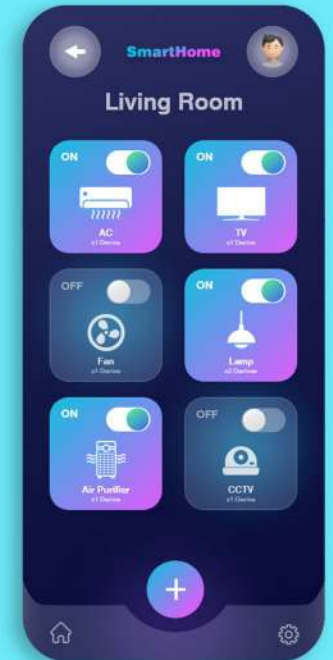 SmartHome
Living Room
ON
ON
AC
x1 Device
TV
x1 Device
OFF
ON
Fan
x1 Device
Lamp
x2 Devices
ON
OFF
Air Purifier
x1 Device
CCTV
x1 Device
+